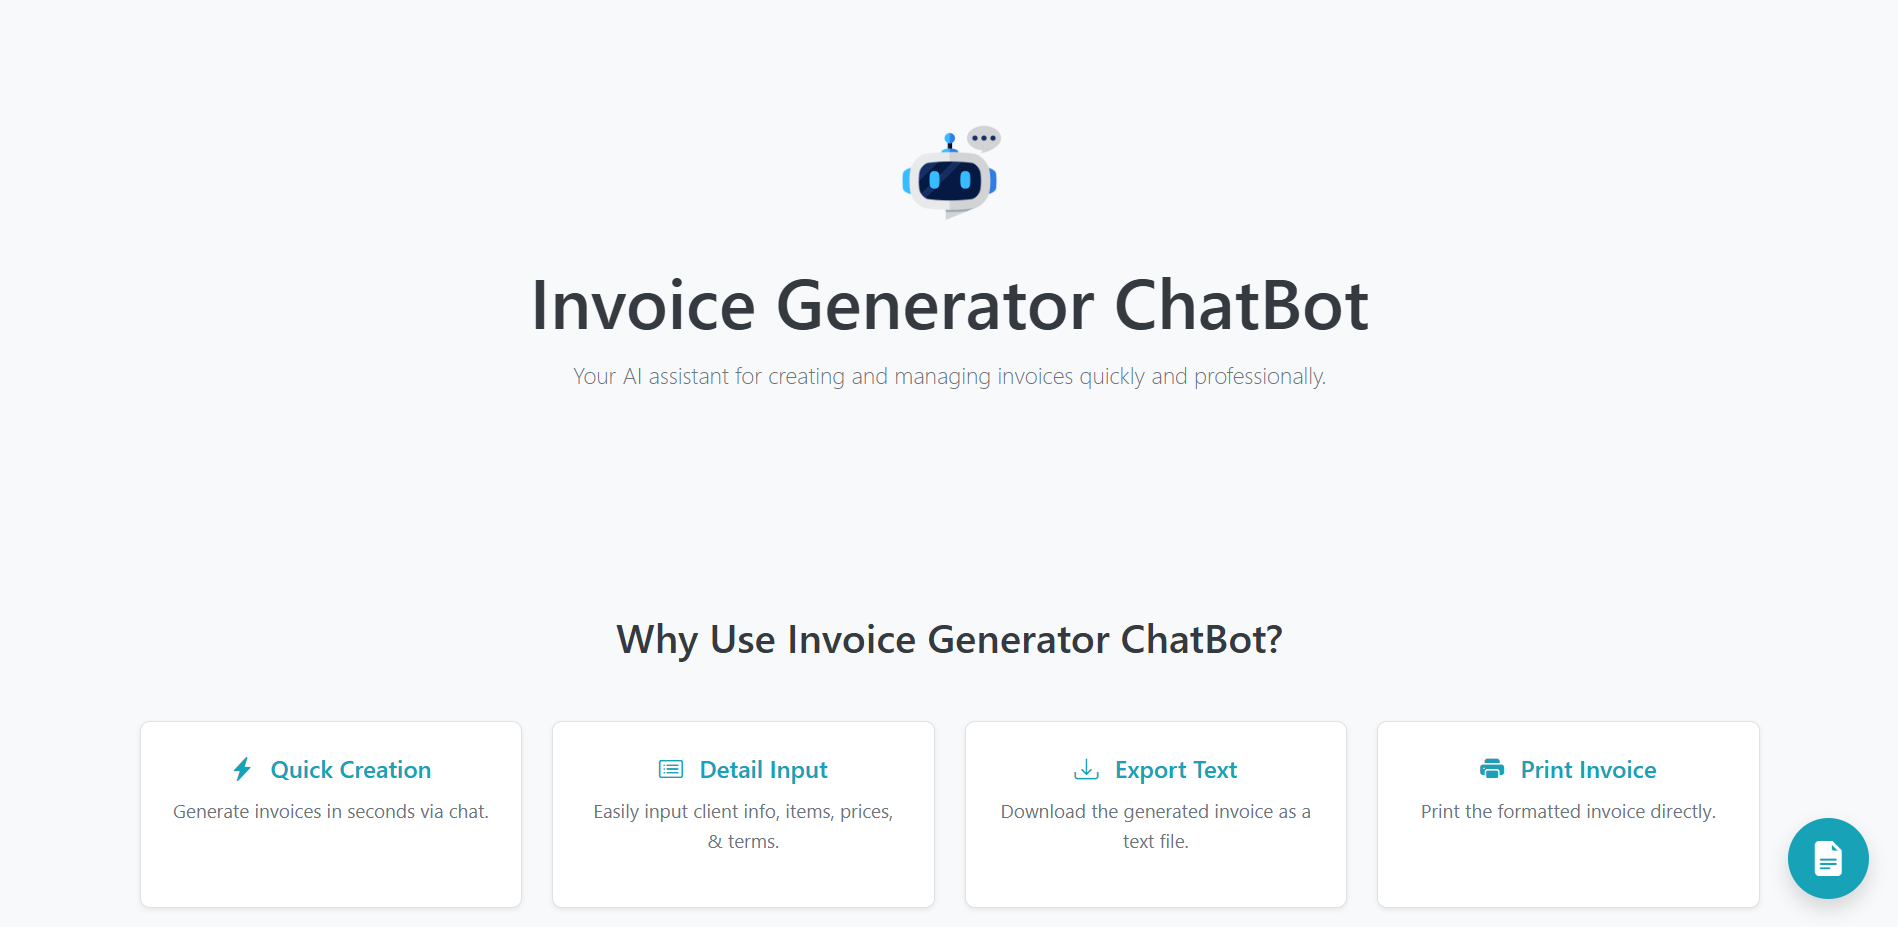 Invoice Generator ChatBot
Your AI assistant for creating and managing invoices quickly and professionally.
Why Use Invoice Generator ChatBot?
Quick Creation
Generate invoices in seconds via chat.
Detail Input
Easily input client info, items, prices,
& terms.
Export Text
Download the generated invoice as a
text file.
Print Invoice
Print the formatted invoice directly.